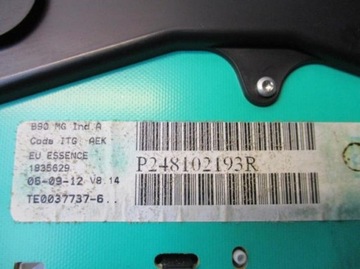 B90 MG Ind A
Code ITG AEK
EU ESSENCE
1835629
06-09-12 V8.14
TE0037737-6..
P248102193R